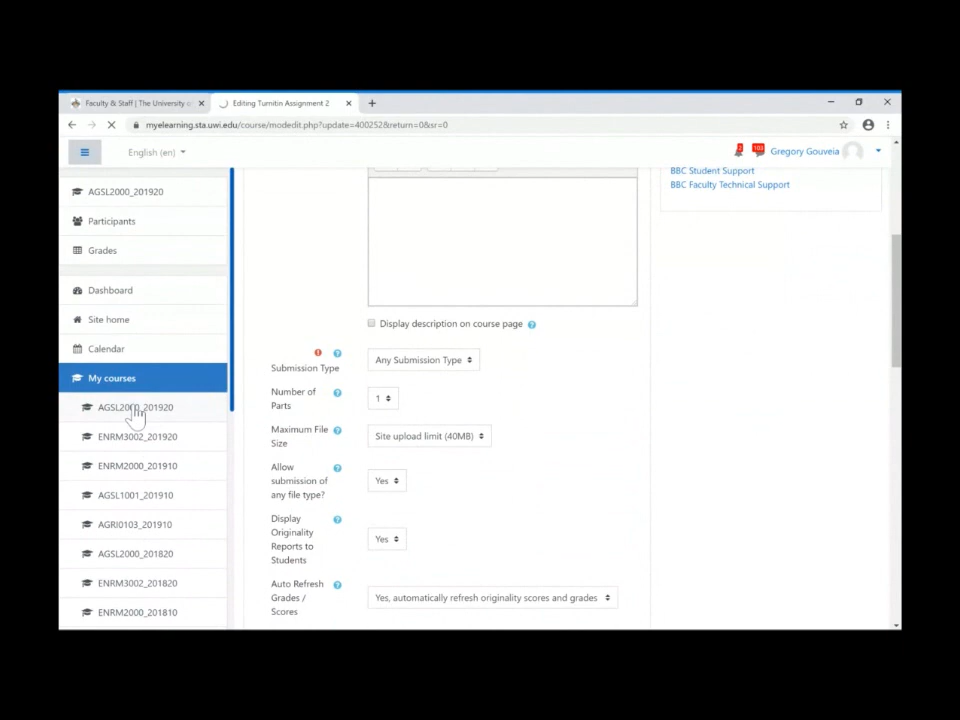 Faculty & Staff | The University o
Editing Turnitin Assignment 2
myelearning.sta.uwi.edu/course/modedit.php?update=400252&return=0&sr=0
English (en)
Gregory Gouveia
AGSL2000_201920
Participants
Grades
Dashboard
Site home
Calendar
My courses
AGSL2000_201920
ENRM3002_201920
ENRM2000_201910
AGSL1001_201910
AGRI0103_201910
AGSL2000_201820
ENRM3002_201820
ENRM2000_201810
Display description on course page
Submission Type
Any Submission Type
Number of
Parts
1
Maximum File
Size
Site upload limit (40MB)
Allow
submission of
any file type?
Yes
Display
Originality
Reports to
Students
Yes
Auto Refresh
Grades /
Scores
Yes, automatically refresh originality scores and grades
BBC Student Support
BBC Faculty Technical Support